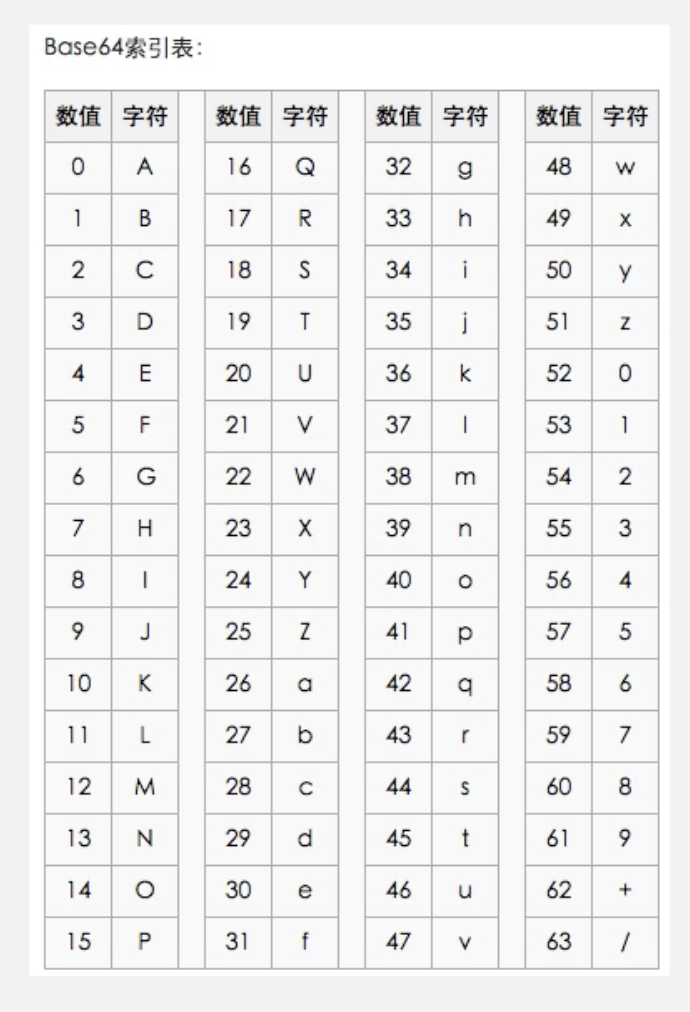 Base64索引表：
数值 字符 数值 字符 数值 字符 数值 字符
0 A 16 Q 32 g 48 w
1 B 17 R 33 h 49 x
2 C 18 S 34 i 50 y
3 D 19 T 35 j 51 z
4 E 20 U 36 k 52 0
5 F 21 V 37 l 53 1
6 G 22 W 38 m 54 2
7 H 23 X 39 n 55 3
8 I 24 Y 40 o 56 4
9 J 25 Z 41 p 57 5
10 K 26 a 42 q 58 6
11 L 27 b 43 r 59 7
12 M 28 c 44 s 60 8
13 N 29 d 45 t 61 9
14 O 30 e 46 u 62 +
15 P 31 f 47 v 63 /